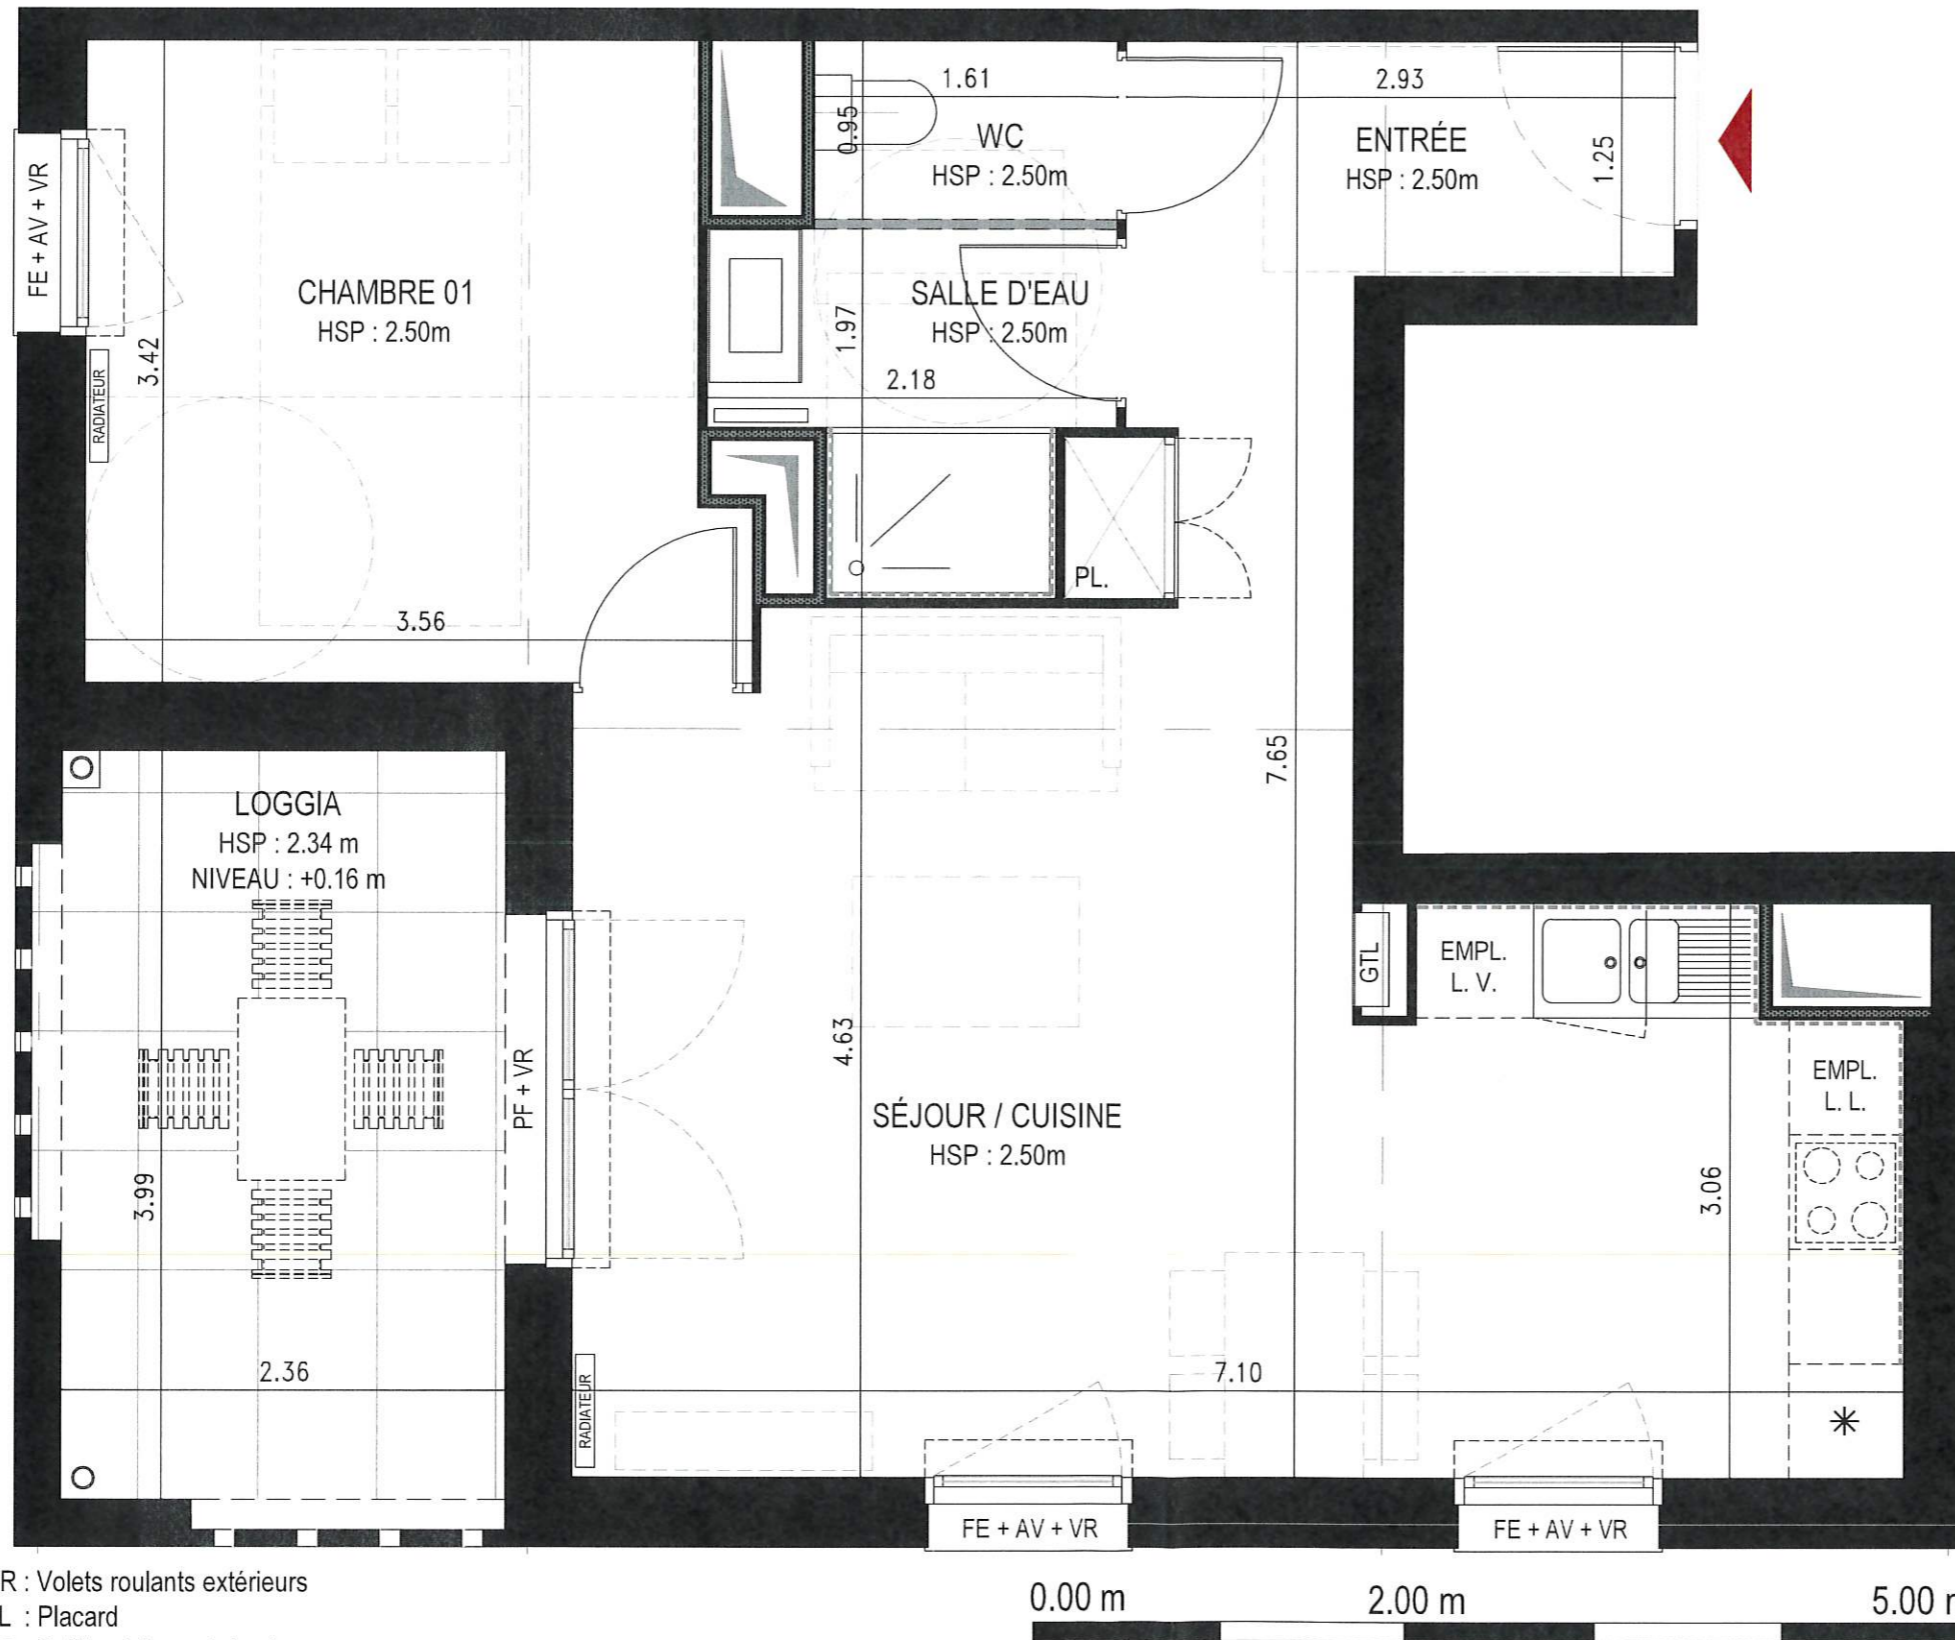 1.61
2.93
0.95
WC
HSP : 2.50m
ENTRÉE
HSP : 2.50m
1.25
FE + AV + VR
CHAMBRE 01
HSP : 2.50m
3.42
RADIATEUR
SALLE D'EAU
HSP : 2.50m
1.97
2.18
PL.
3.56
7.65
LOGGIA
HSP : 2.34 m
NIVEAU : +0.16 m
GTL
EMPL.
L. V.
4.63
PF + VR
EMPL.
L. L.
SÉJOUR / CUISINE
HSP : 2.50m
3.99
3.06
2.36
7.10
RADIATEUR
FE + AV + VR
FE + AV + VR
R : Volets roulants extérieurs
L : Placard
0.00 m
2.00 m
5.00